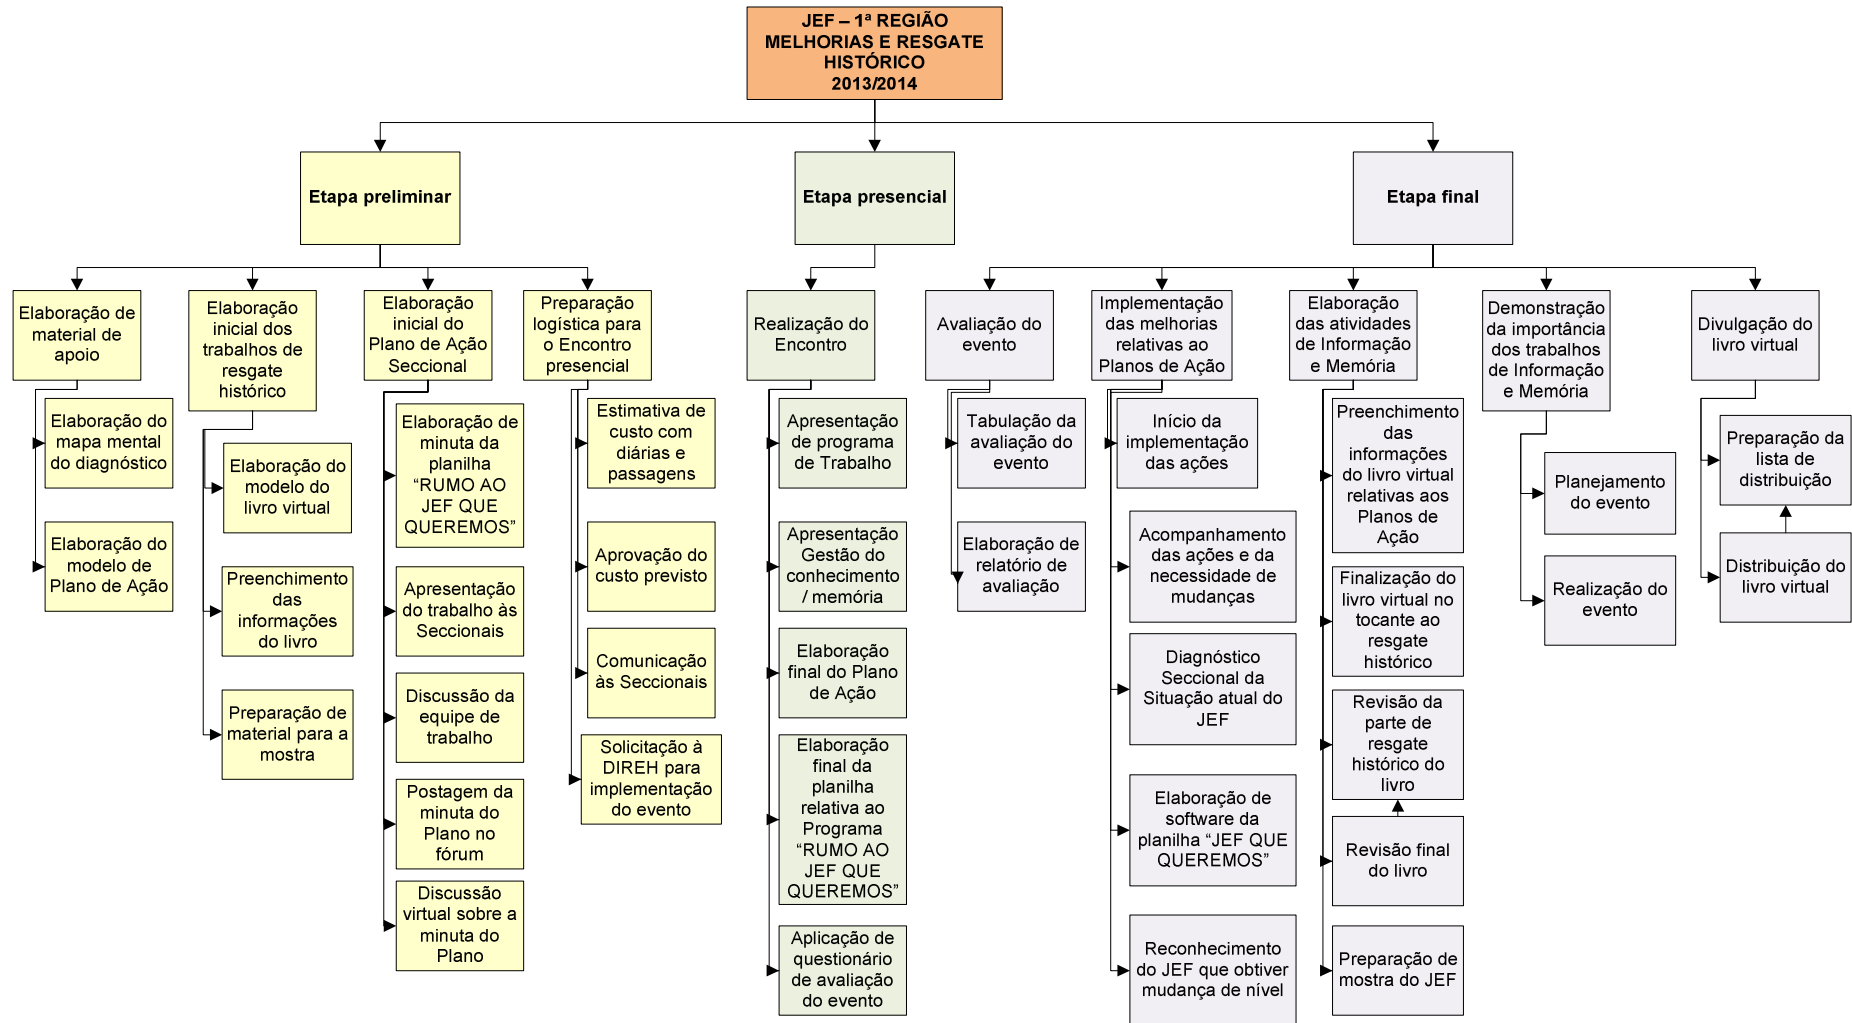 JEF – 1ª REGIÃO
MELHORIAS E RESGATE
HISTÓRICO
2013/2014
Etapa preliminar
Etapa presencial
Etapa final
Elaboração de
material de
apoio
Elaboração
inicial dos
trabalhos de
resgate
histórico
Elaboração
inicial do
Plano de Ação
Seccional
Preparação
logística para
o Encontro
presencial
Realização do
Encontro
Avaliação do
evento
Implementação
das melhorias
relativas ao
Planos de Ação
Elaboração
das atividades
de Informação
e Memória
Demonstração
da importância
dos trabalhos
de Informação
e Memória
Divulgação do
livro virtual
Elaboração do
mapa mental
do diagnóstico
Elaboração do
modelo de
Plano de Ação
Elaboração do
modelo do
livro virtual
Preenchimento
das
informações
do livro
Preparação de
material para a
mostra
Elaboração de
minuta da
planilha
“RUMO AO
JEF QUE
QUEREMOS”
Apresentação
do trabalho às
Seccionais
Discussão da
equipe de
trabalho
Postagem da
minuta do
Plano no
fórum
Discussão
virtual sobre a
minuta do
Plano
Estimativa de
custo com
diárias e
passagens
Aprovação do
custo previsto
Comunicação
às Seccionais
Solicitação à
DIREH para
implementação
do evento
Apresentação
de programa
de Trabalho
Apresentação
Gestão do
conhecimento
/ memória
Elaboração
final do Plano
de Ação
Elaboração
final da
planilha
relativa ao
Programa
“RUMO AO
JEF QUE
QUEREMOS”
Aplicação de
questionário
de avaliação
do evento
Tabulação da
avaliação do
evento
Elaboração de
relatório de
avaliação
Início da
implementação
das ações
Acompanhamento
das ações e da
necessidade de
mudanças
Diagnóstico
Seccional da
Situação atual do
JEF
Elaboração de
software da
planilha “JEF QUE
QUEREMOS”
Reconhecimento
do JEF que obtiver
mudança de nível
Preenchimento
das
informações
do livro virtual
relativas aos
Planos de
Ação
Finalização do
livro virtual no
tocante ao
resgate
histórico
Revisão da
parte de
resgate
histórico do
livro
Revisão final
do livro
Preparação de
mostra do JEF
Planejamento
do evento
Realização do
evento
Preparação da
lista de
distribuição
Distribuição do
livro virtual